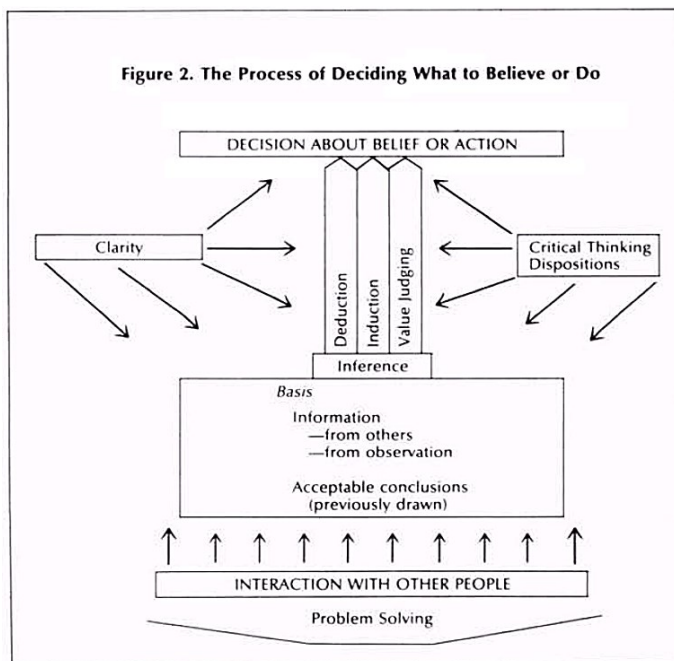 Figure 2. The Process of Deciding What to Believe or Do
DECISION ABOUT BELIEF OR ACTION
Clarity
Deduction
Induction
Value Judging
Critical Thinking
Dispositions
Inference
Basis
Information
—from others
—from observation
Acceptable conclusions
(previously drawn)
INTERACTION WITH OTHER PEOPLE
Problem Solving